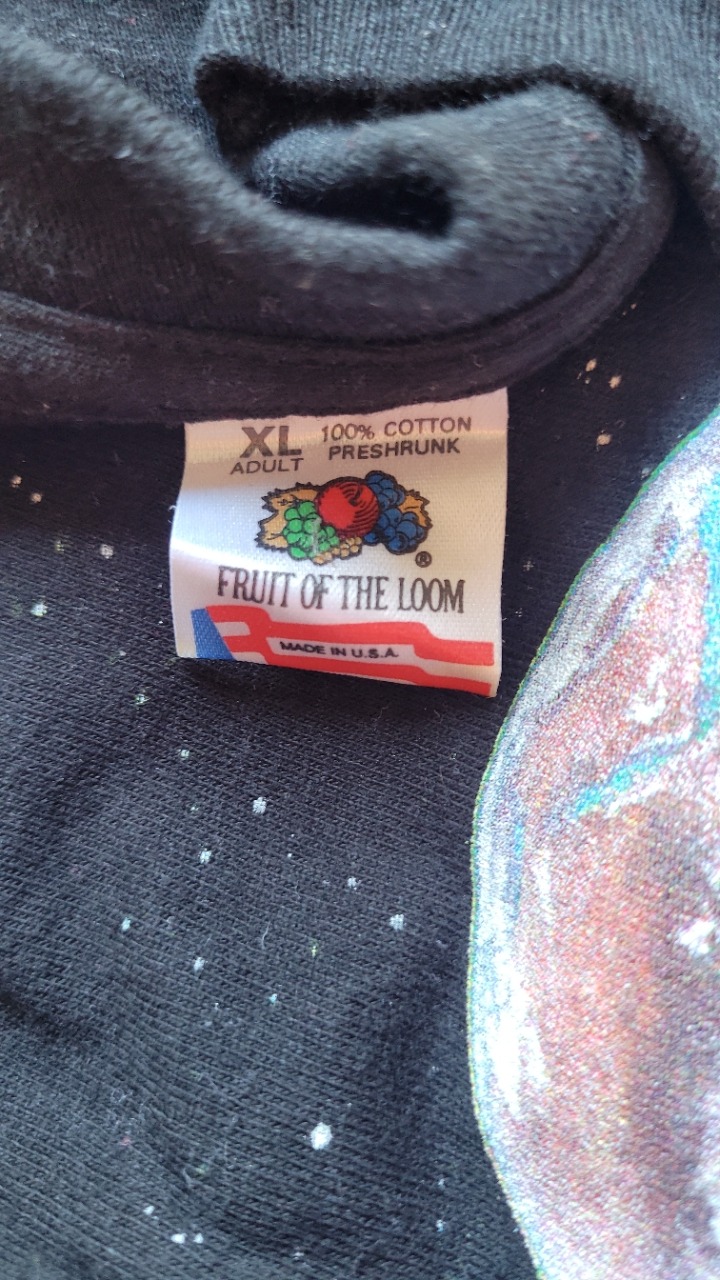 XL 100% COTTON
ADULT PRESHRUNK
®
FRUIT OF THE LOOM
MADE IN U.S.A.